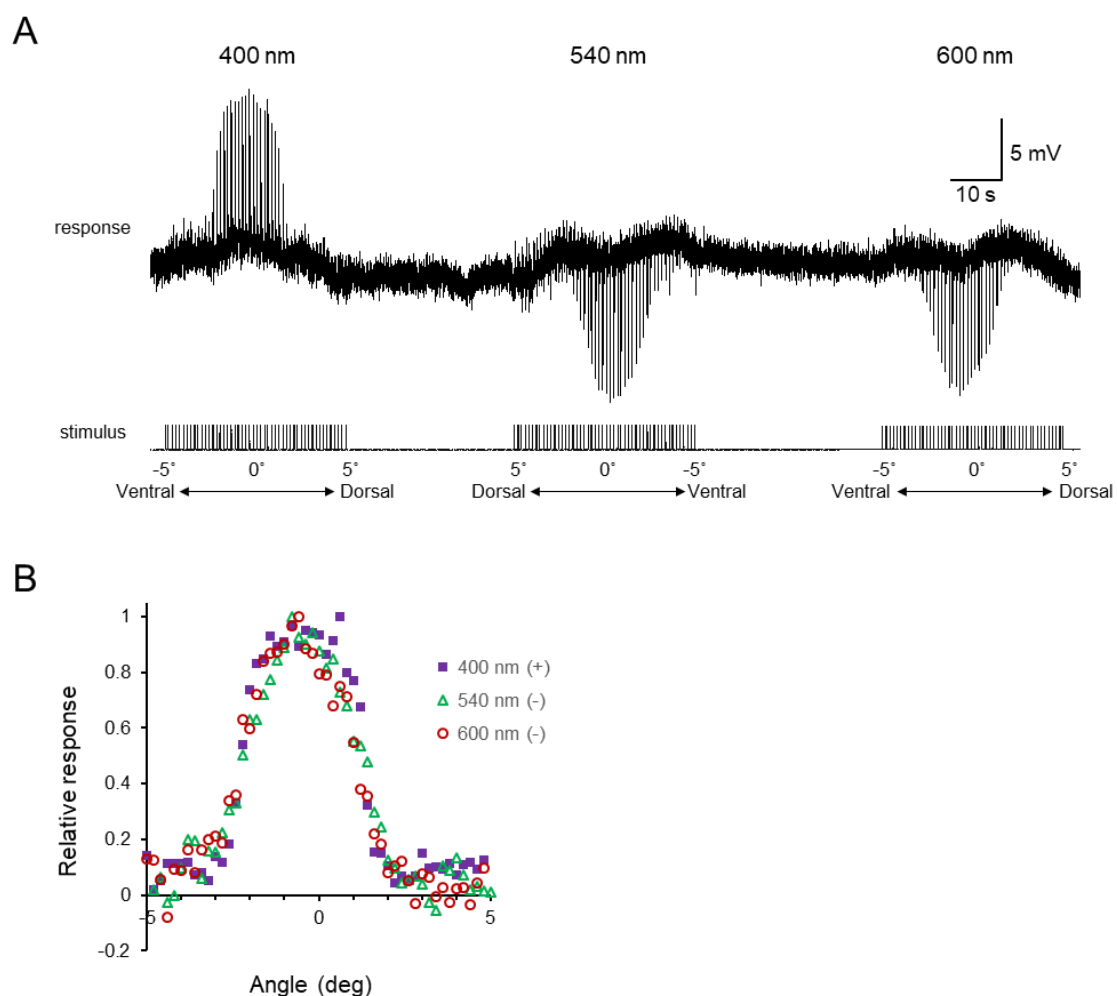 A
400 nm 540 nm 600 nm
5 mV
10 s
response
stimulus
-5˚ 0˚ 5˚ 5˚ 0˚ -5˚ -5˚ 0˚ 5˚
Ventral Dorsal Dorsal Ventral Ventral Dorsal
B
1
0.8
0.6
0.4
0.2
0
-0.2
-5 0 5
Relative response
Angle (deg)
400 nm (+)
540 nm (-)
600 nm (-)